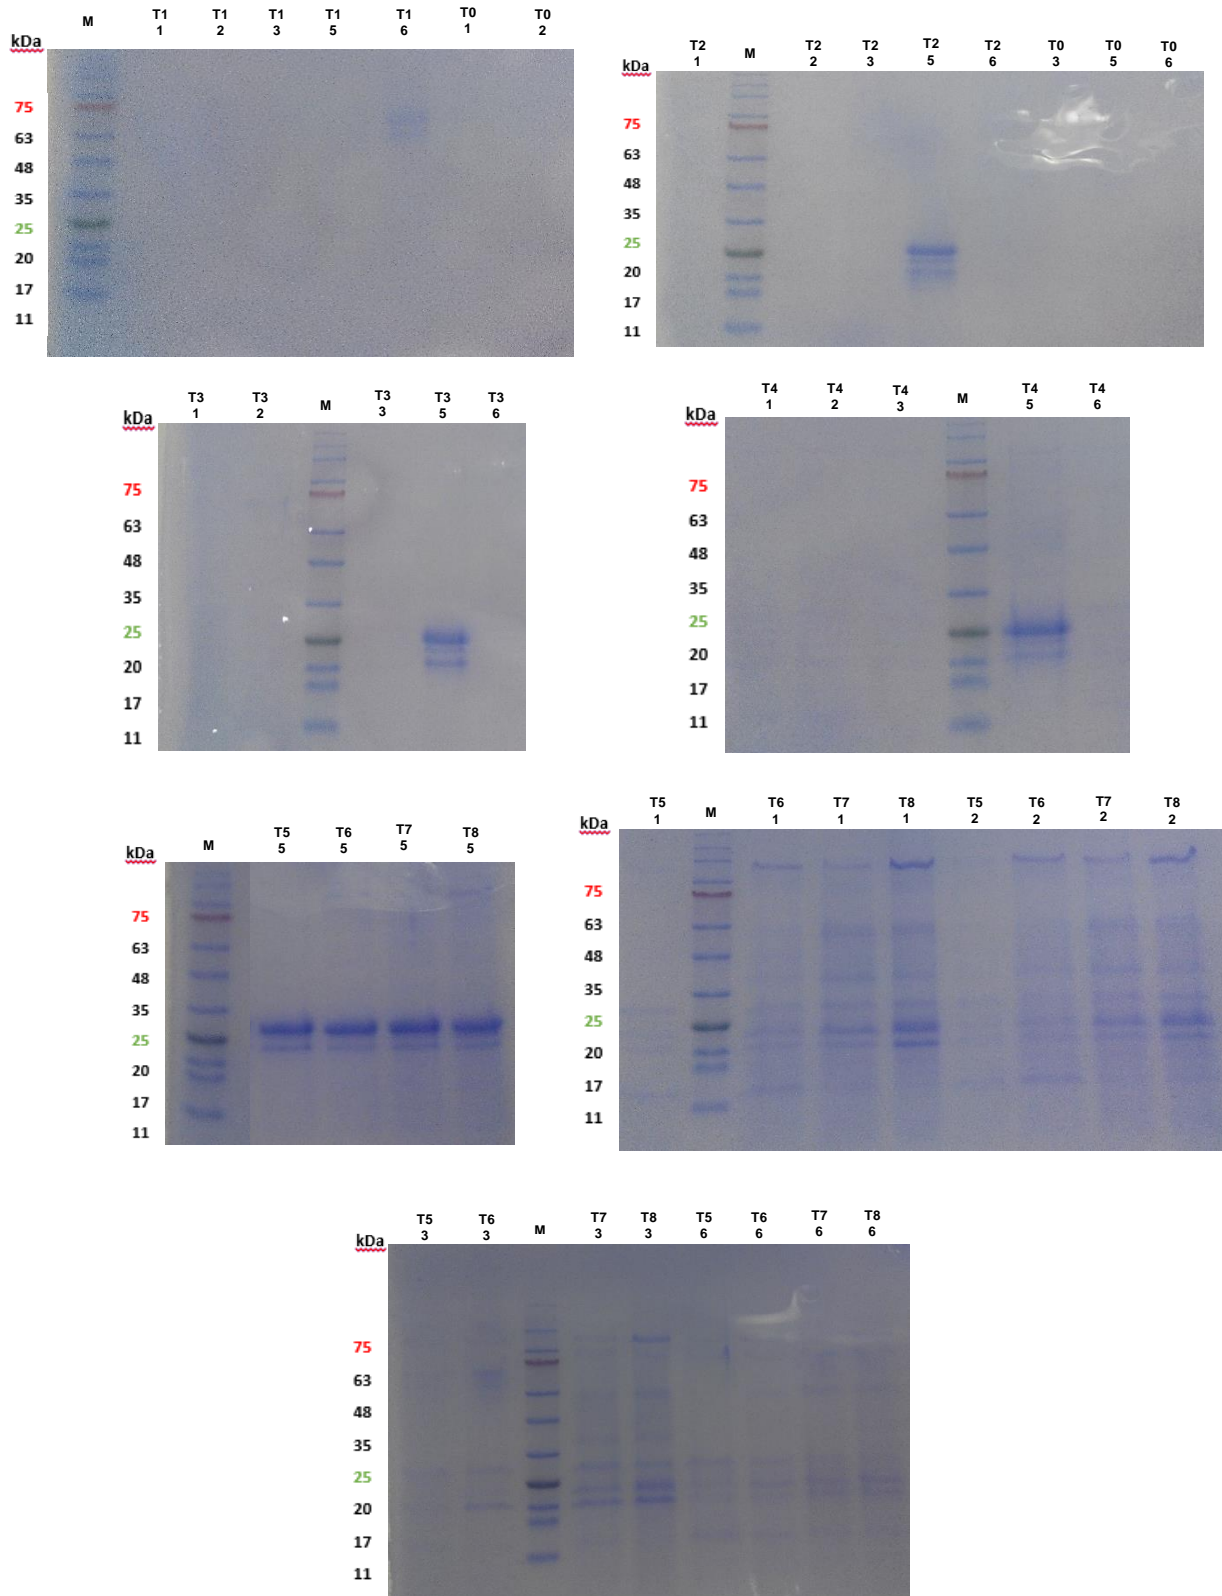 M T1 T1 T1 T1 T1 T0 T0
1 2 3 5 6 1 2
kDa
75
63
48
35
25
20
17
11
T2 M T2 T2 T2 T2 T0 T0 T0
1 2 3 5 6 3 5 6
kDa
75
63
48
35
25
20
17
11
T3 T3 M T3 T3 T3
1 2 3 5 6
kDa
75
63
48
35
25
20
17
11
T4 T4 T4 M T4 T4
1 2 3 5 6
kDa
75
63
48
35
25
20
17
11
M T5 T6 T7 T8
5 5 5 5
kDa
75
63
48
35
25
20
17
11
T5 M T6 T7 T8 T5 T6 T7 T8
1 1 1 1 2 2 2 2
kDa
75
63
48
35
25
20
17
11
T5 T6 M T7 T8 T5 T6 T7 T8
3 3 3 3 6 6 6 6
kDa
75
63
48
35
25
20
17
11